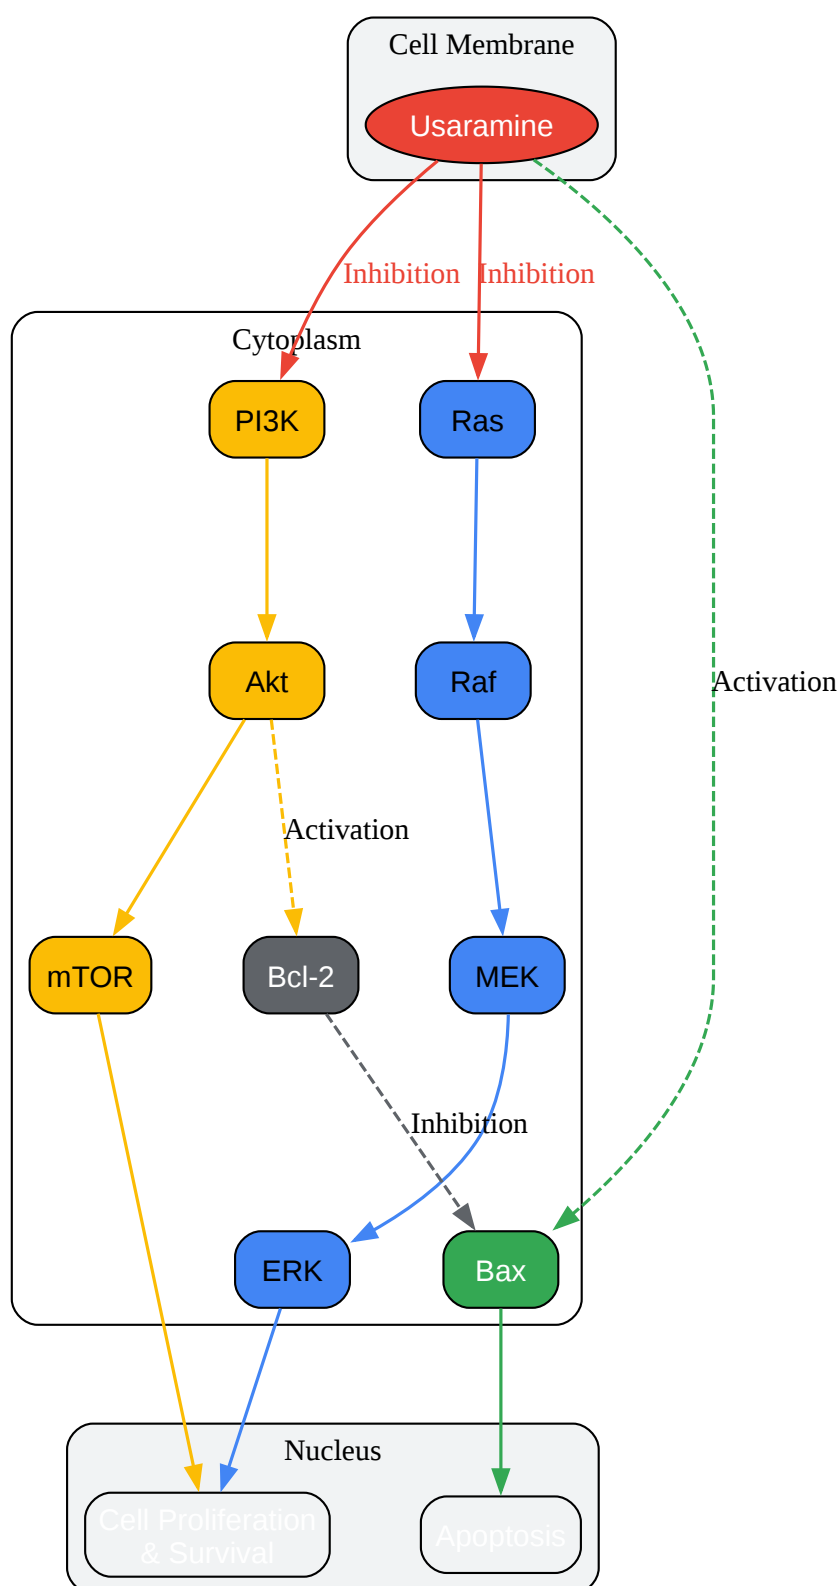 Cell Membrane
Usaramine
Inhibition
Inhibition
Cytoplasm
PI3K
Ras
Akt
Raf
Activation
Activation
mTOR
Bcl-2
MEK
Inhibition
ERK
Bax
Nucleus
Cell Proliferation
& Survival
Apoptosis